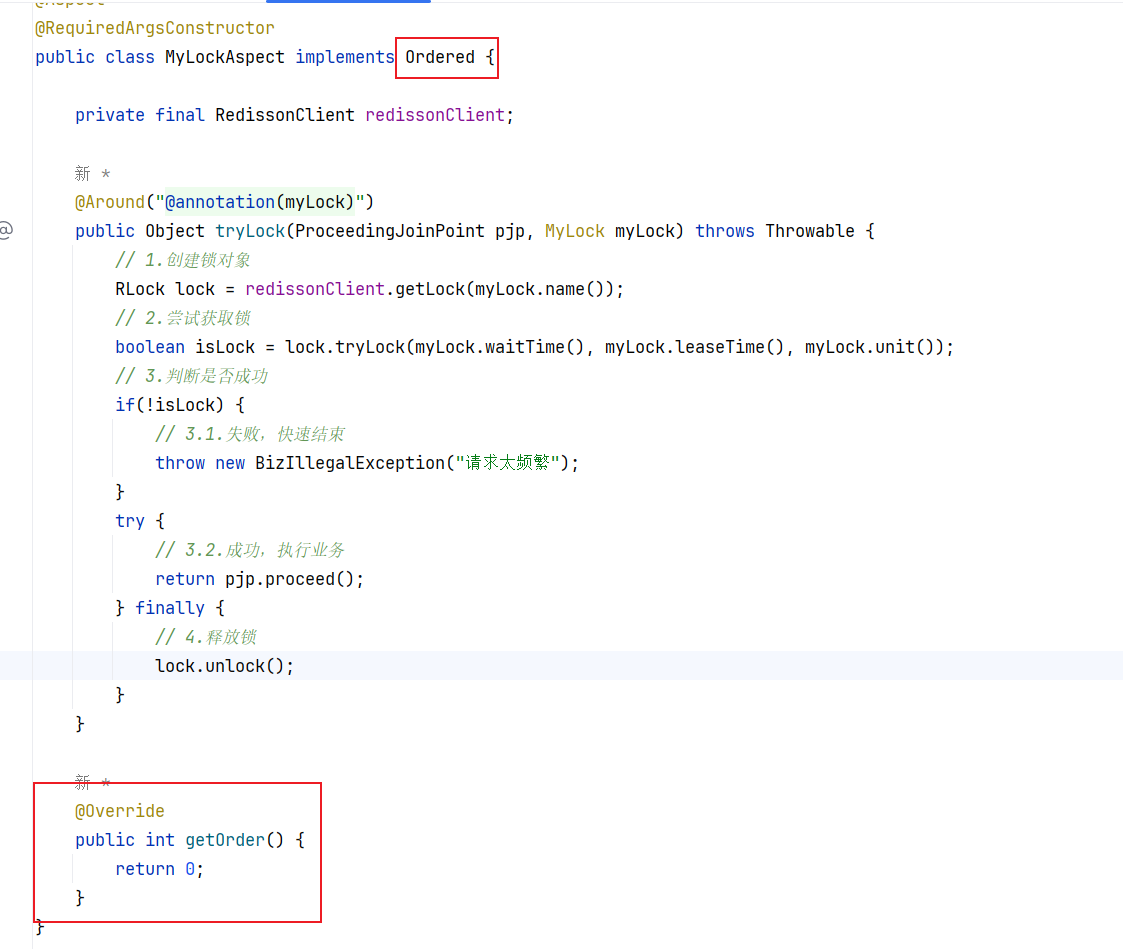 @Aspect
@RequiredArgsConstructor
public class MyLockAspect implements Ordered {
private final RedissonClient redissonClient;
新 *
@Around("@annotation(myLock)")
public Object tryLock(ProceedingJoinPoint pjp, MyLock myLock) throws Throwable {
// 1.创建锁对象
RLock lock = redissonClient.getLock(myLock.name());
// 2.尝试获取锁
boolean isLock = lock.tryLock(myLock.waitTime(), myLock.leaseTime(), myLock.unit());
// 3.判断是否成功
if(!isLock) {
// 3.1.失败，快速结束
throw new BizIllegalException("请求太频繁");
}
try {
// 3.2.成功，执行业务
return pjp.proceed();
} finally {
// 4.释放锁
lock.unlock();
}
}
新 *
@Override
public int getOrder() {
return 0;
}
}